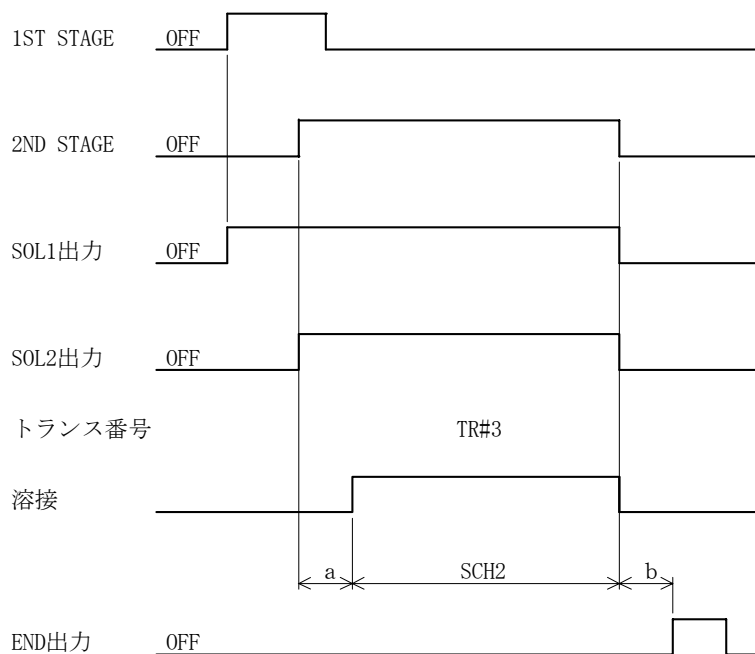 1ST STAGE OFF
2ND STAGE OFF
SOL1出力 OFF
SOL2出力 OFF
トランス番号 TR#3
溶接
a SCH2 b
END出力 OFF